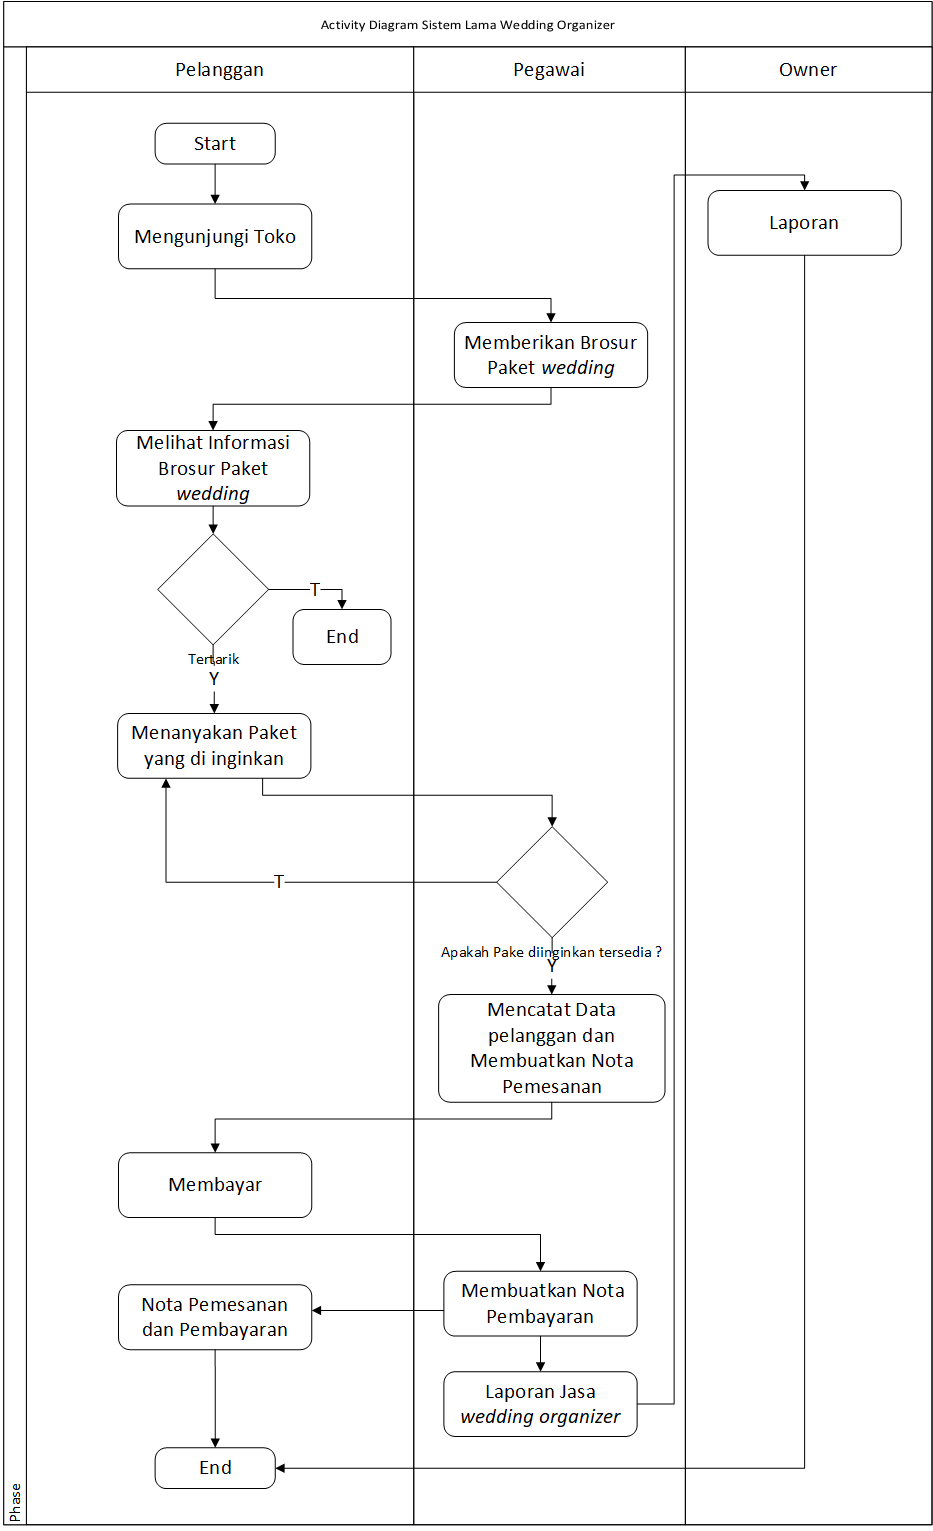 Activity Diagram Sistem Lama Wedding Organizer
Pelanggan
Pegawai
Owner
Start
Mengunjungi Toko
Laporan
Memberikan Brosur
Paket wedding
Melihat Informasi
Brosur Paket
wedding
T
End
Tertarik
Y
Menanyakan Paket
yang di inginkan
T
Apakah Pake diinginkan tersedia ?
Y
Mencatat Data
pelanggan dan
Membuatkan Nota
Pemesanan
Membayar
Membuatkan Nota
Pembayaran
Nota Pemesanan
dan Pembayaran
Laporan Jasa
wedding organizer
End
Phase